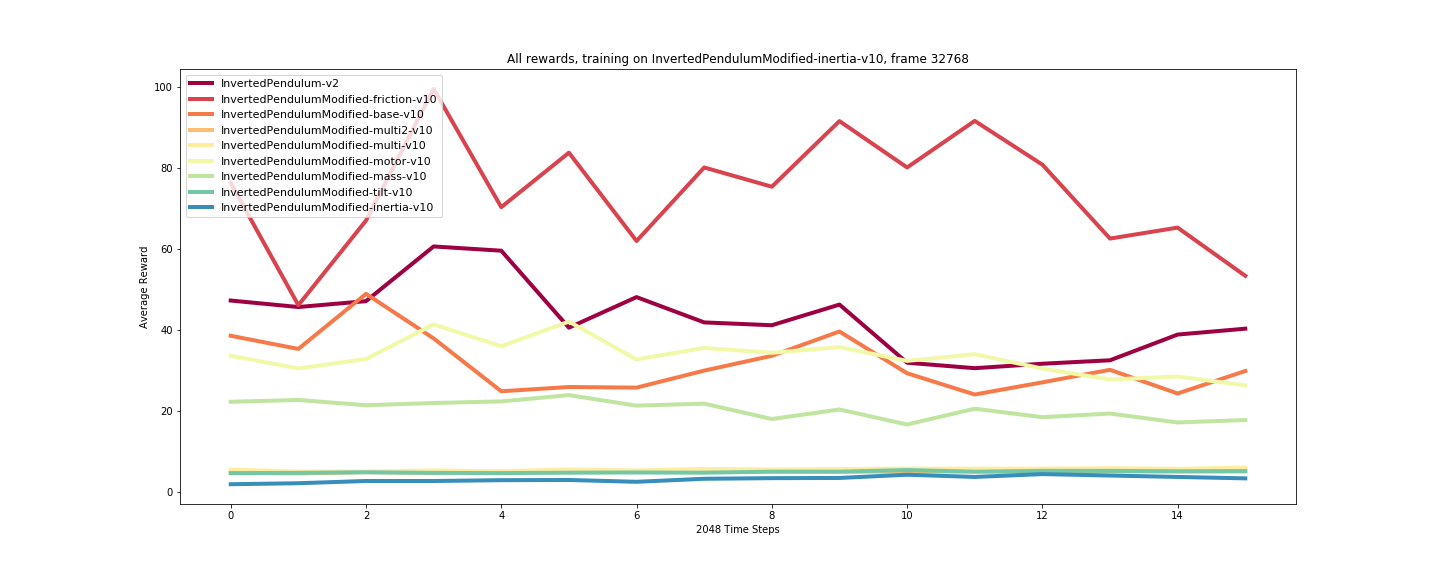 All rewards, training on InvertedPendulumModified-inertia-v10, frame 32768
InvertedPendulum-v2
InvertedPendulumModified-friction-v10
InvertedPendulumModified-base-v10
InvertedPendulumModified-multi2-v10
InvertedPendulumModified-multi-v10
InvertedPendulumModified-motor-v10
InvertedPendulumModified-mass-v10
InvertedPendulumModified-tilt-v10
InvertedPendulumModified-inertia-v10
100
80
60
40
20
0
Average Reward
0 2 4 6 8 10 12 14
2048 Time Steps